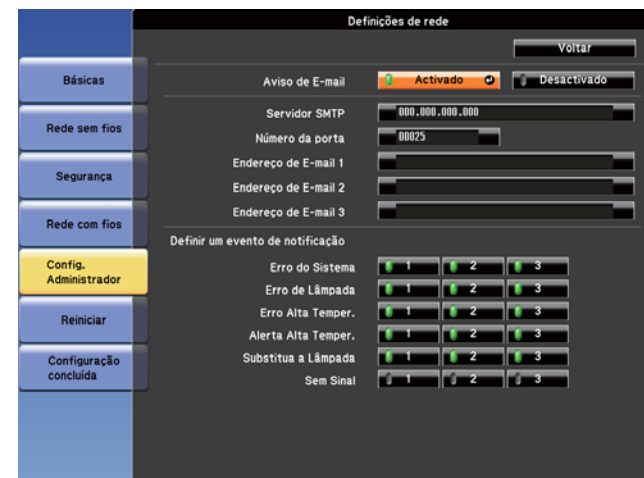 Definições de rede
Voltar
Básicas
Rede sem fios
Segurança
Rede com fios
Config.
Administrador
Reiniciar
Configuração
concluída
Aviso de E-mail Activado Desactivado
Servidor SMTP 000.000.000.000
Número da porta 00025
Endereço de E-mail 1
Endereço de E-mail 2
Endereço de E-mail 3
Definir um evento de notificação
Erro do Sistema 1 2 3
Erro de Lâmpada 1 2 3
Erro Alta Temper. 1 2 3
Alerta Alta Temper. 1 2 3
Substitua a Lâmpada 1 2 3
Sem Sinal 1 2 3